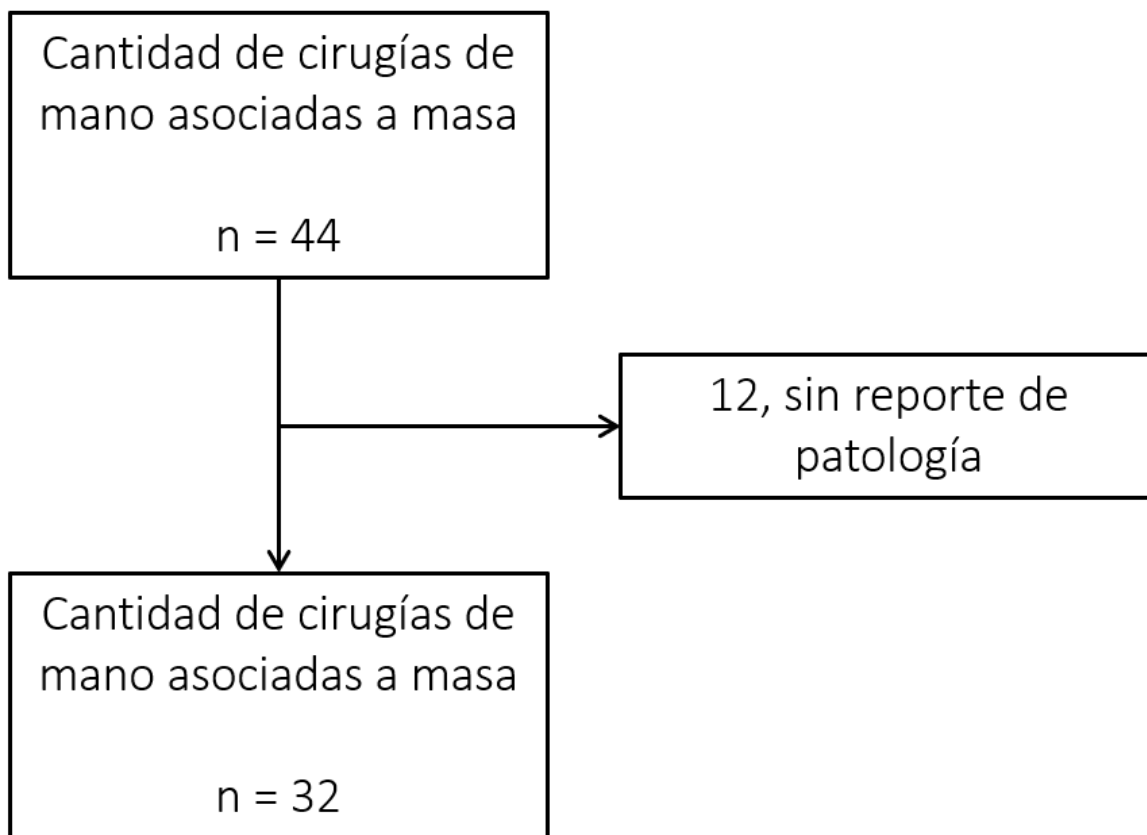 Cantidad de cirugías de
mano asociadas a masa
n = 44
12, sin reporte de
patología
Cantidad de cirugías de
mano asociadas a masa
n = 32